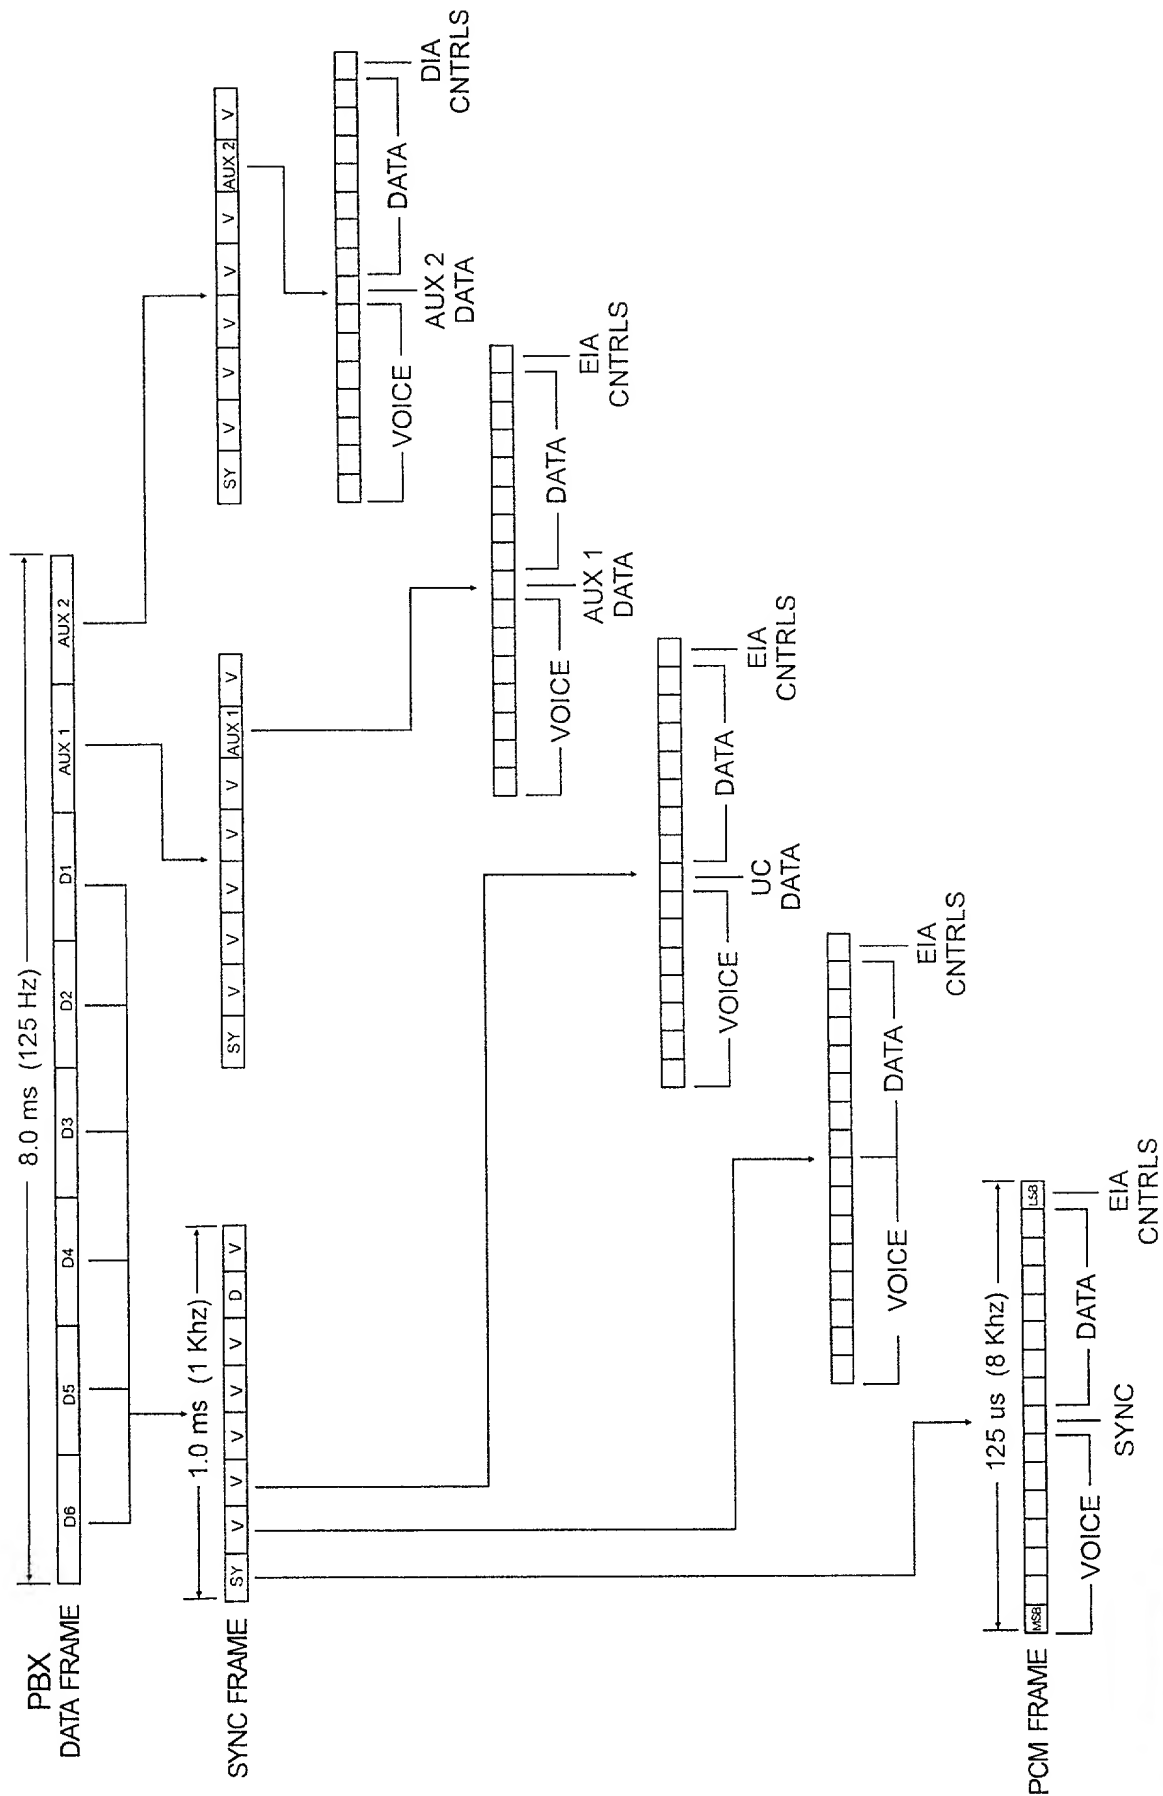 PBX
DATA FRAME
8.0 ms (125 Hz)
D6 D5 D4 D3 D2 D1 AUX 1 AUX 2
SYNC FRAME
1.0 ms (1 Khz)
SY V V V V V D V
SY V V V V V AUX 1 V
SY V V V V V AUX 2 V
VOICE
AUX 2
DATA
DATA
DIA
CNTRLS
VOICE
AUX 1
DATA
DATA
EIA
CNTRLS
VOICE
UC
DATA
DATA
EIA
CNTRLS
VOICE
DATA
EIA
CNTRLS
PCM FRAME
125 us (8 Khz)
MSB LSB
VOICE
SYNC
DATA
EIA
CNTRLS